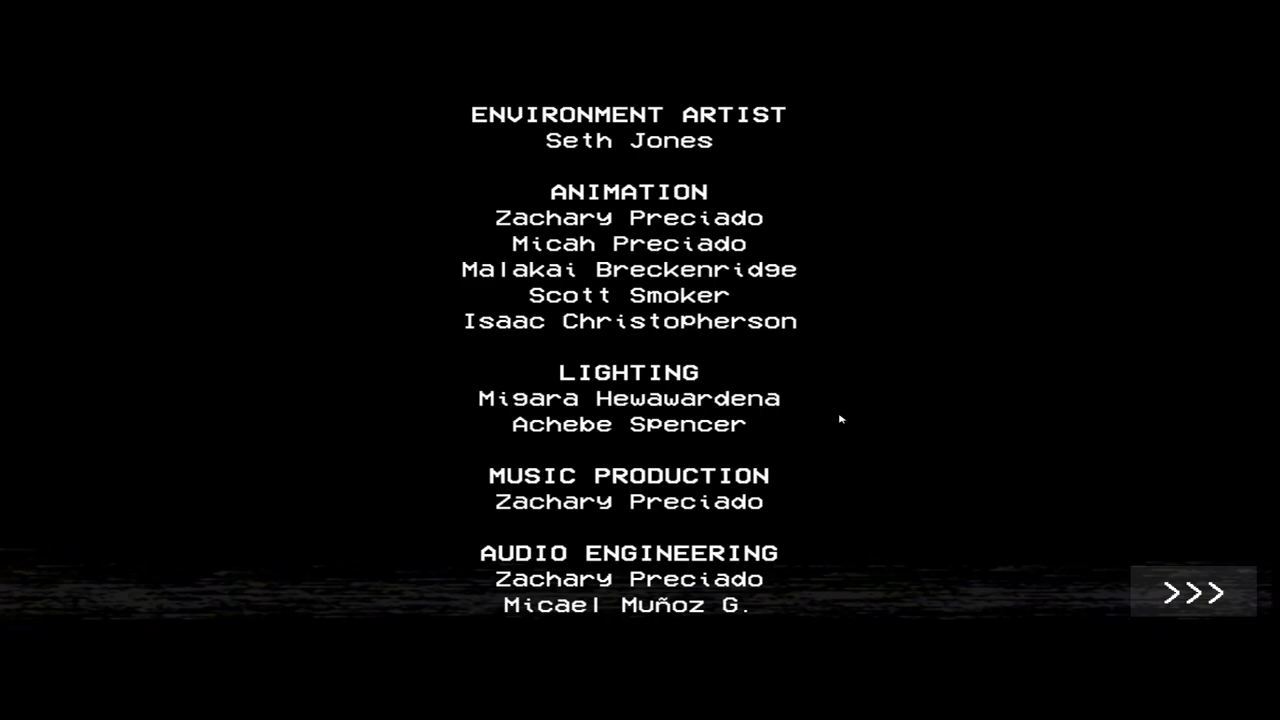 ENVIRONMENT ARTIST
Seth Jones
ANIMATION
Zachary Preciado
Micah Preciado
Malakai Breckenridge
Scott Smoker
Isaac Christopherson
LIGHTING
Migara Hewawardena
Achebe Spencer
MUSIC PRODUCTION
Zachary Preciado
AUDIO ENGINEERING
Zachary Preciado
Micael Muñoz G.
>>>